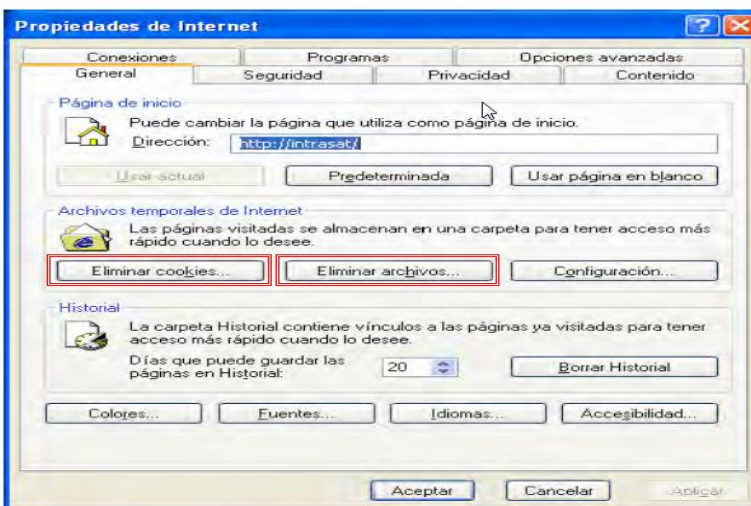 Propiedades de Internet
Conexiones Programas Opciones avanzadas
General Seguridad Privacidad Contenido
Página de inicio
Puede cambiar la página que utiliza como página de inicio.
Dirección: http://intrasat/
Usar actual Predeterminada Usar página en blanco
Archivos temporales de Internet
Las páginas visitadas se almacenan en una carpeta para tener acceso más
rápido cuando lo desee.
Eliminar cookies... Eliminar archivos... Configuración...
Historial
La carpeta Historial contiene vínculos a las páginas ya visitadas para tener
acceso más rápido cuando lo desee.
Días que puede guardar las
páginas en Historial: 20 Borrar Historial
Colores... Fuentes... Idiomas... Accesibilidad...
Aceptar Cancelar Aplicar